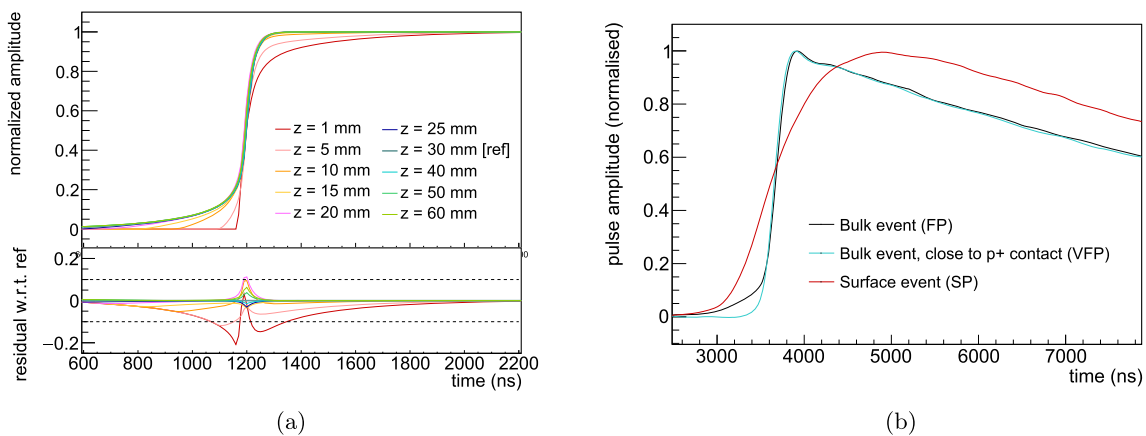 normalized amplitude
1
0.8
0.6
0.4
0.2
0
z = 1 mm
z = 5 mm
z = 10 mm
z = 15 mm
z = 20 mm
z = 25 mm
z = 30 mm [ref]
z = 40 mm
z = 50 mm
z = 60 mm
residual w.r.t. ref
0.2
0
−0.2
600 800 1000 1200 1400 1600 1800 2000 2200
time (ns)
(a)
pulse amplitude (normalised)
1
0.8
0.6
0.4
0.2
0
Bulk event (FP)
Bulk event, close to p+ contact (VFP)
Surface event (SP)
3000 4000 5000 6000 7000
time (ns)
(b)